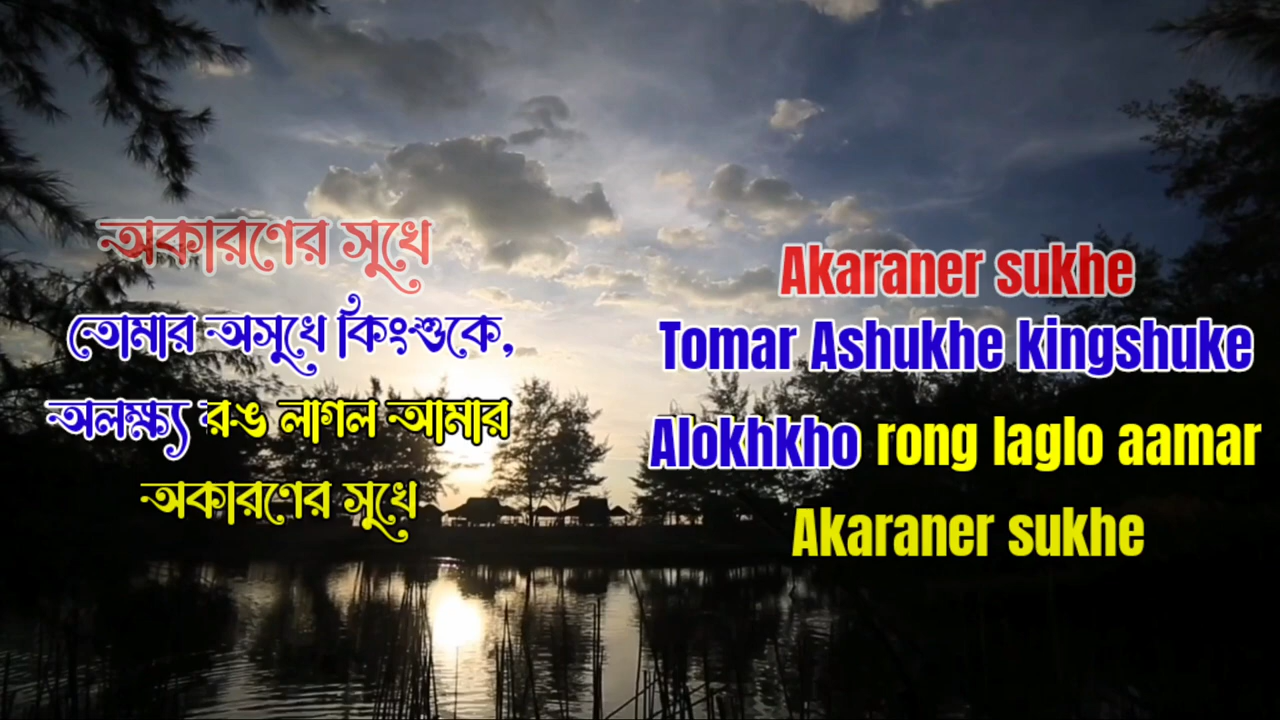 অকারণের সুখে
তোমার অসুখে কিংশুকে,
অলক্ষ্য রঙ লাগল আমার
অকারণের সুখে
Akaraner sukhe
Tomar Ashukhe kingshuke
Alokhkho rong laglo aamar
Akaraner sukhe